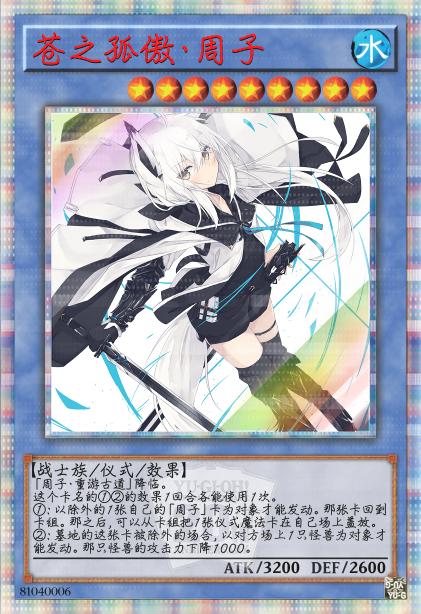 苍之孤傲·周子
水
【战士族/仪式/效果】
「周子·重游古道」降临。
这个卡名的①②的效果1回合各能使用1次。
①:以除外的1张自己的「周子」卡为对象才能发动。那张卡回到
卡组。那之后,可以从卡组把1张仪式魔法卡在自己场上盖放。
②:墓地的这张卡被除外的场合,以对方场上1只怪兽为对象才
能发动。那只怪兽的攻击力下降1000。
YU-GI-OH!
ATK/3200 DEF/2600
81040006